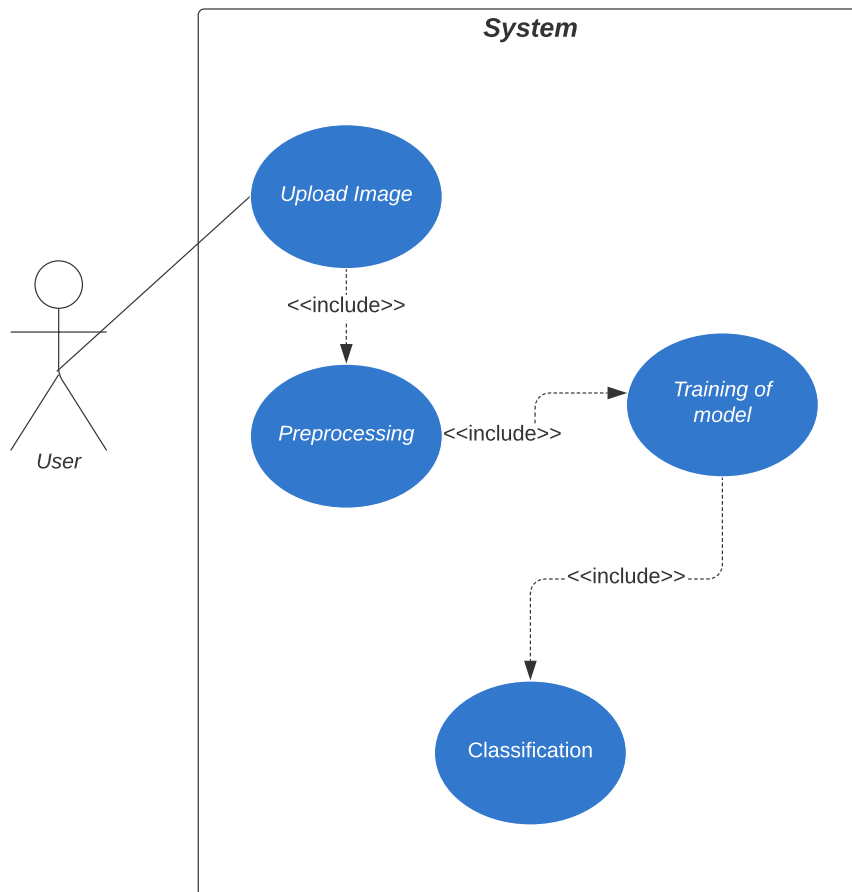 System
Upload Image
<<include>>
Preprocessing
<<include>>
Training of
model
User
<<include>>
Classification